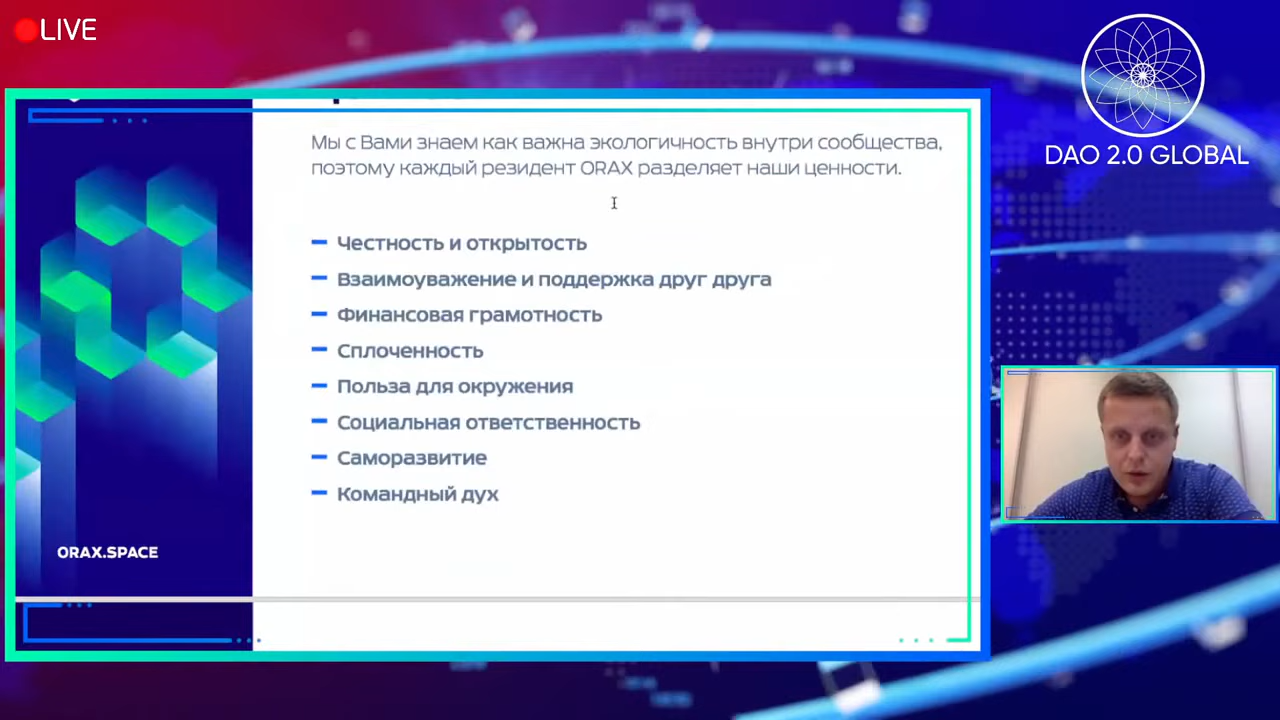 LIVE
DAO 2.0 GLOBAL
Мы с Вами знаем как важна экологичность внутри сообщества,
поэтому каждый резидент ORAX разделяет наши ценности.
– Честность и открытость
– Взаимоуважение и поддержка друг друга
– Финансовая грамотность
– Сплоченность
– Польза для окружения
– Социальная ответственность
– Саморазвитие
– Командный дух
ORAX.SPACE